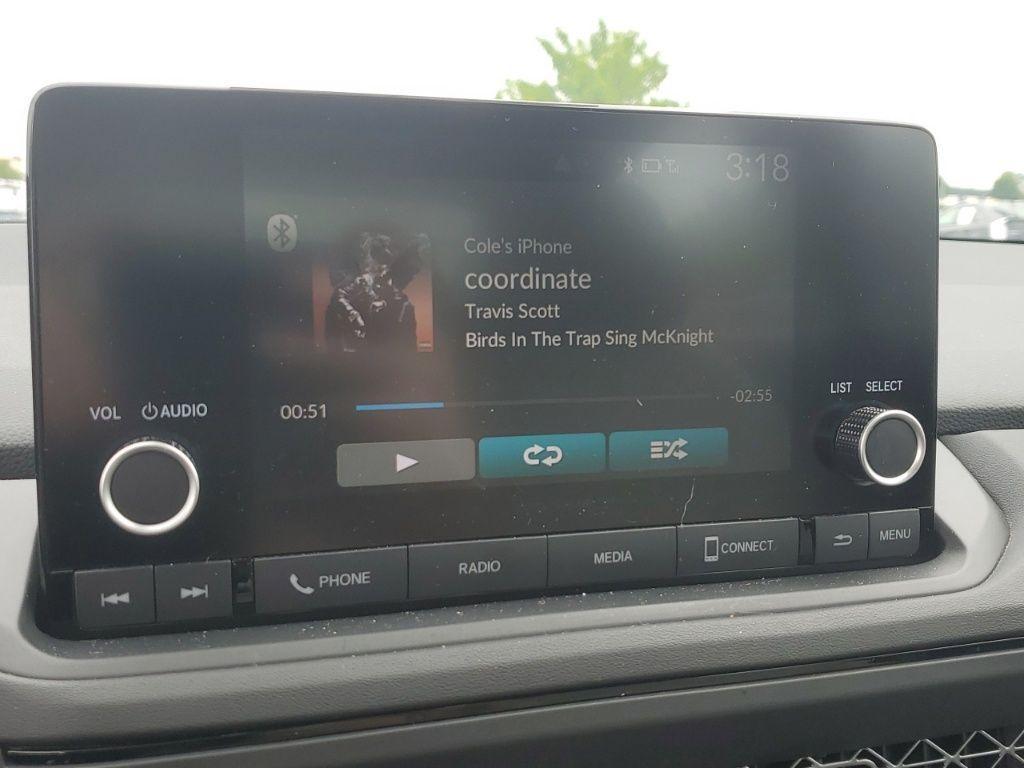 3:18
Cole's iPhone
coordinate
Travis Scott
Birds In The Trap Sing McKnight
00:51
-02:55
VOL AUDIO
LIST SELECT
PHONE
RADIO
MEDIA
CONNECT
MENU